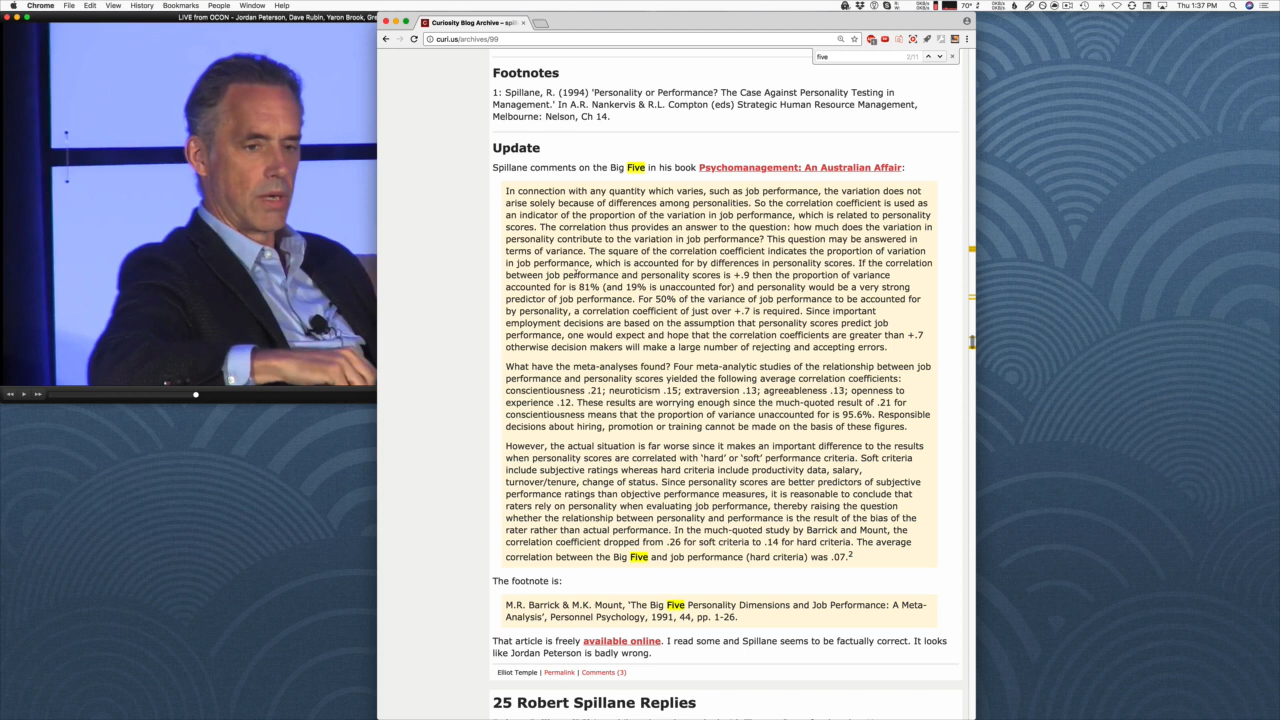 Chrome File Edit View History Bookmarks People Window Help
70°
Thu 1:37 PM
LIVE from OCON - Jordan Peterson, Dave Rubin, Yaron Brook, Gre
Curiosity Blog Archive – spill
curi.us/archives/99
five 2/11
Footnotes
1: Spillane, R. (1994) 'Personality or Performance? The Case Against Personality Testing in
Management.' In A.R. Nankervis & R.L. Compton (eds) Strategic Human Resource Management,
Melbourne: Nelson, Ch 14.
Update
Spillane comments on the Big Five in his book Psychomanagement: An Australian Affair:
In connection with any quantity which varies, such as job performance, the variation does not
arise solely because of differences among personalities. So the correlation coefficient is used as
an indicator of the proportion of the variation in job performance, which is related to personality
scores. The correlation thus provides an answer to the question: how much does the variation in
personality contribute to the variation in job performance? This question may be answered in
terms of variance. The square of the correlation coefficient indicates the proportion of variation
in job performance, which is accounted for by differences in personality scores. If the correlation
between job performance and personality scores is +.9 then the proportion of variance
accounted for is 81% (and 19% is unaccounted for) and personality would be a very strong
predictor of job performance. For 50% of the variance of job performance to be accounted for
by personality, a correlation coefficient of just over +.7 is required. Since important
employment decisions are based on the assumption that personality scores predict job
performance, one would expect and hope that the correlation coefficients are greater than +.7
otherwise decision makers will make a large number of rejecting and accepting errors.
What have the meta-analyses found? Four meta-analytic studies of the relationship between job
performance and personality scores yielded the following average correlation coefficients:
conscientiousness .21; neuroticism .15; extraversion .13; agreeableness .13; openness to
experience .12. These results are worrying enough since the much-quoted result of .21 for
conscientiousness means that the proportion of variance unaccounted for is 95.6%. Responsible
decisions about hiring, promotion or training cannot be made on the basis of these figures.
However, the actual situation is far worse since it makes an important difference to the results
when personality scores are correlated with 'hard' or 'soft' performance criteria. Soft criteria
include subjective ratings whereas hard criteria include productivity data, salary,
turnover/tenure, change of status. Since personality scores are better predictors of subjective
performance ratings than objective performance measures, it is reasonable to conclude that
raters rely on personality when evaluating job performance, thereby raising the question
whether the relationship between personality and performance is the result of the bias of the
rater rather than actual performance. In the much-quoted study by Barrick and Mount, the
correlation coefficient dropped from .26 for soft criteria to .14 for hard criteria. The average
correlation between the Big Five and job performance (hard criteria) was .07.2
The footnote is:
M.R. Barrick & M.K. Mount, 'The Big Five Personality Dimensions and Job Performance: A Meta-
Analysis', Personnel Psychology, 1991, 44, pp. 1-26.
That article is freely available online. I read some and Spillane seems to be factually correct. It looks
like Jordan Peterson is badly wrong.
Elliot Temple | Permalink | Comments (3)
25 Robert Spillane Replies